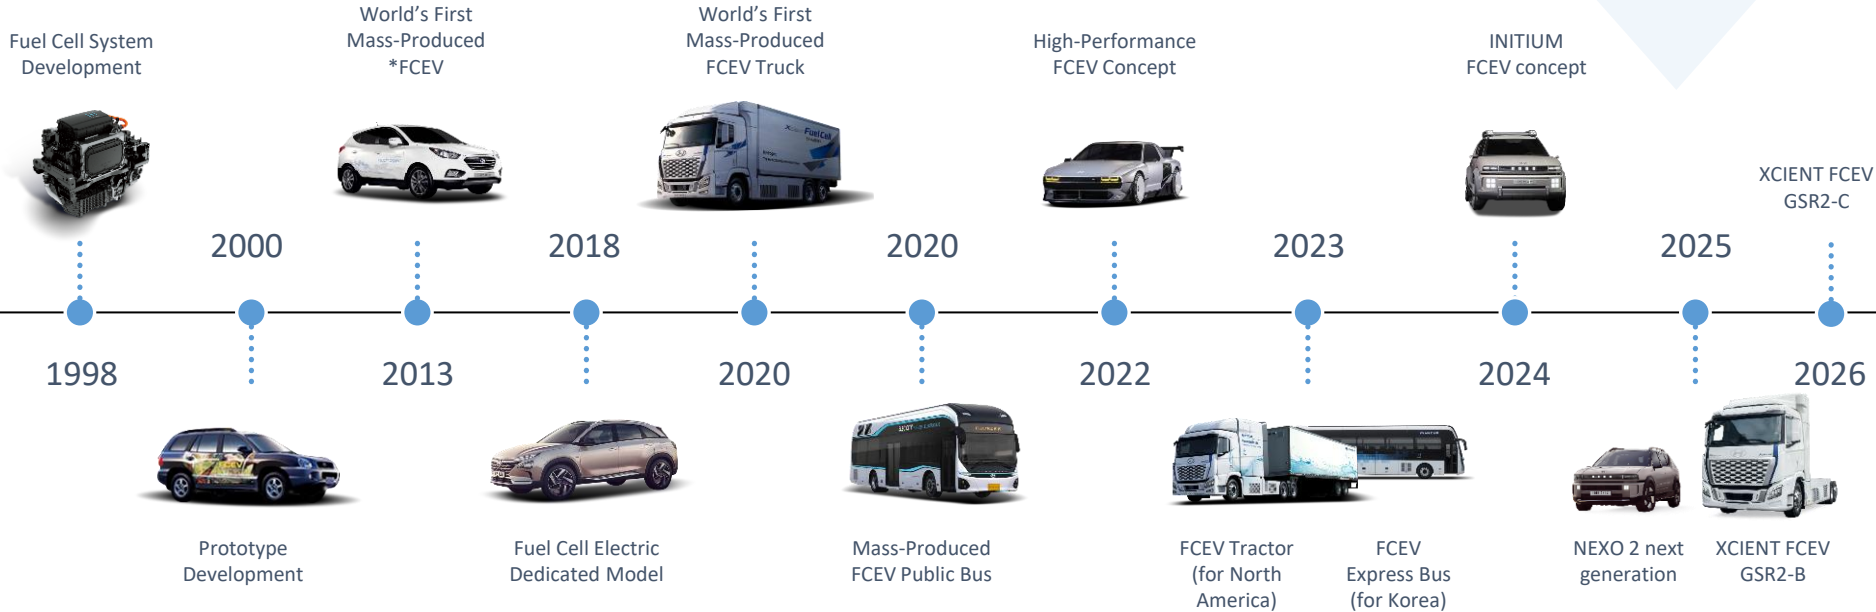 Fuel Cell System
Development
1998
2000
Prototype
Development
World’s First
Mass-Produced
*FCEV
2013
2018
Fuel Cell Electric
Dedicated Model
World’s First
Mass-Produced
FCEV Truck
Fuel Cell
2020
2020
Mass-Produced
FCEV Public Bus
High-Performance
FCEV Concept
2022
2023
FCEV Tractor
(for North
America)
FCEV
Express Bus
(for Korea)
INITIUM
FCEV concept
2024
2025
NEXO 2 next
generation
XCIENT FCEV
GSR2-B
XCIENT FCEV
GSR2-C
2026